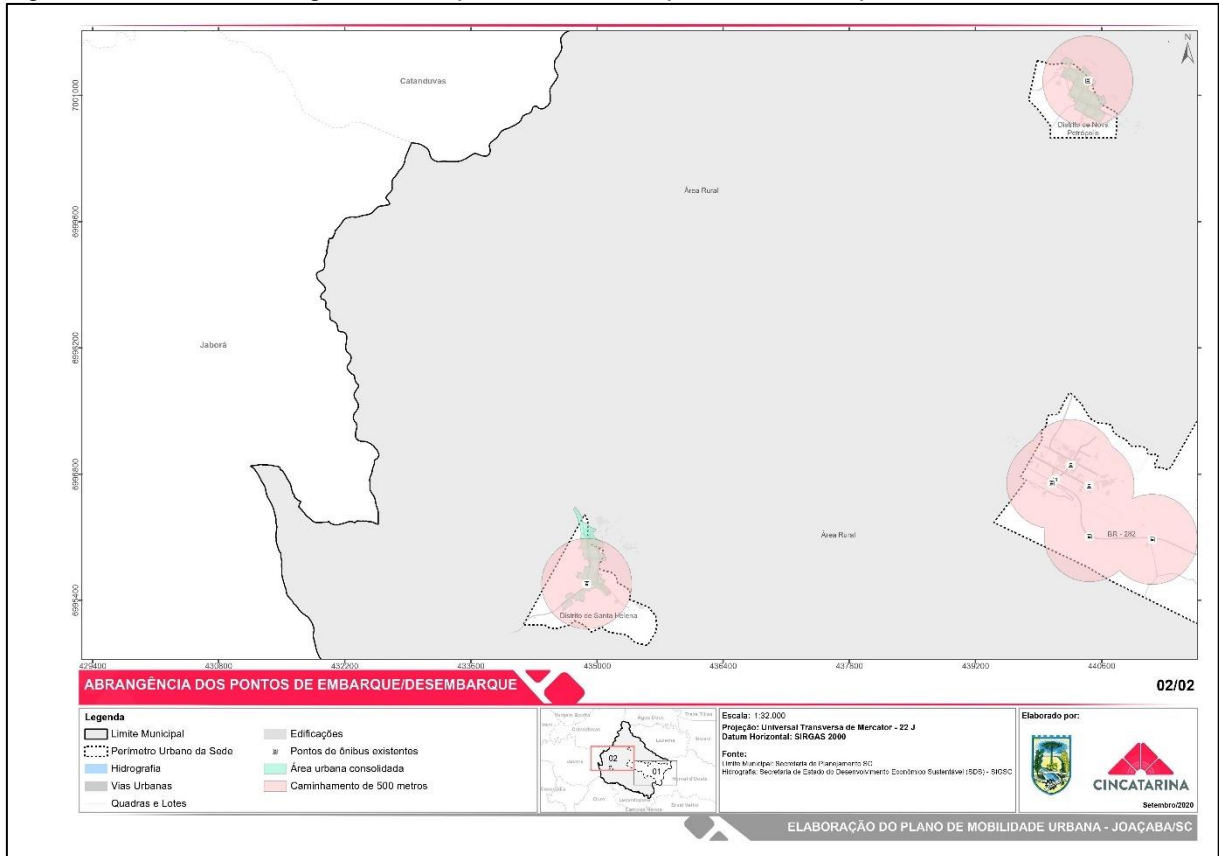 N
Catanduvas
7001000
Distrito de Nova
Petrópolis
Área Rural
6999600
Jaborá
6998200
6996800
BR - 282
Área Rural
6995400
Distrito de Santa Helena
429400 430800 432200 433600 435000 436400 437800 439200 440600
ABRANGÊNCIA DOS PONTOS DE EMBARQUE/DESEMBARQUE
02/02
Legenda
Limite Municipal
Perímetro Urbano da Sede
Hidrografia
Vias Urbanas
Quadras e Lotes
Edificações
Pontos de ônibus existentes
Área urbana consolidada
Caminhamento de 500 metros
02
01
Escala: 1:32.000
Projeção: Universal Transversa de Mercator - 22 J
Datum Horizontal: SIRGAS 2000
Fonte:
Limite Municipal: Secretaria de Planejamento SC
Hidrografia: Secretaria de Estado do Desenvolvimento Econômico Sustentável (SDS) - SIGSC
Elaborado por:
CINCATARINA
Setembro/2020
ELABORAÇÃO DO PLANO DE MOBILIDADE URBANA - JOAÇABA/SC